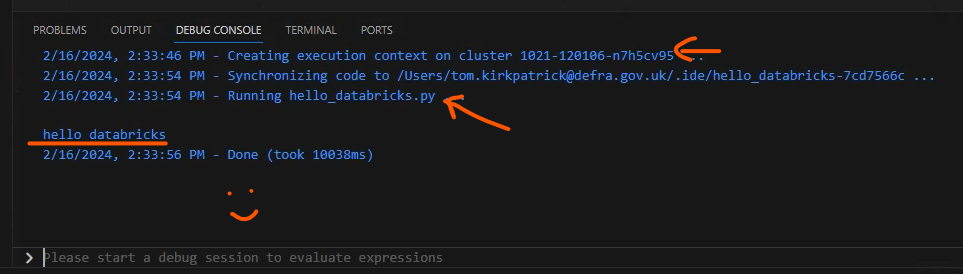 PROBLEMS OUTPUT DEBUG CONSOLE TERMINAL PORTS
2/16/2024, 2:33:46 PM - Creating execution context on cluster 1021-120106-n7h5cv95 ...
2/16/2024, 2:33:54 PM - Synchronizing code to /Users/tom.kirkpatrick@defra.gov.uk/.ide/hello_databricks-7cd7566c ...
2/16/2024, 2:33:54 PM - Running hello_databricks.py
hello databricks
2/16/2024, 2:33:56 PM - Done (took 10038ms)
Please start a debug session to evaluate expressions